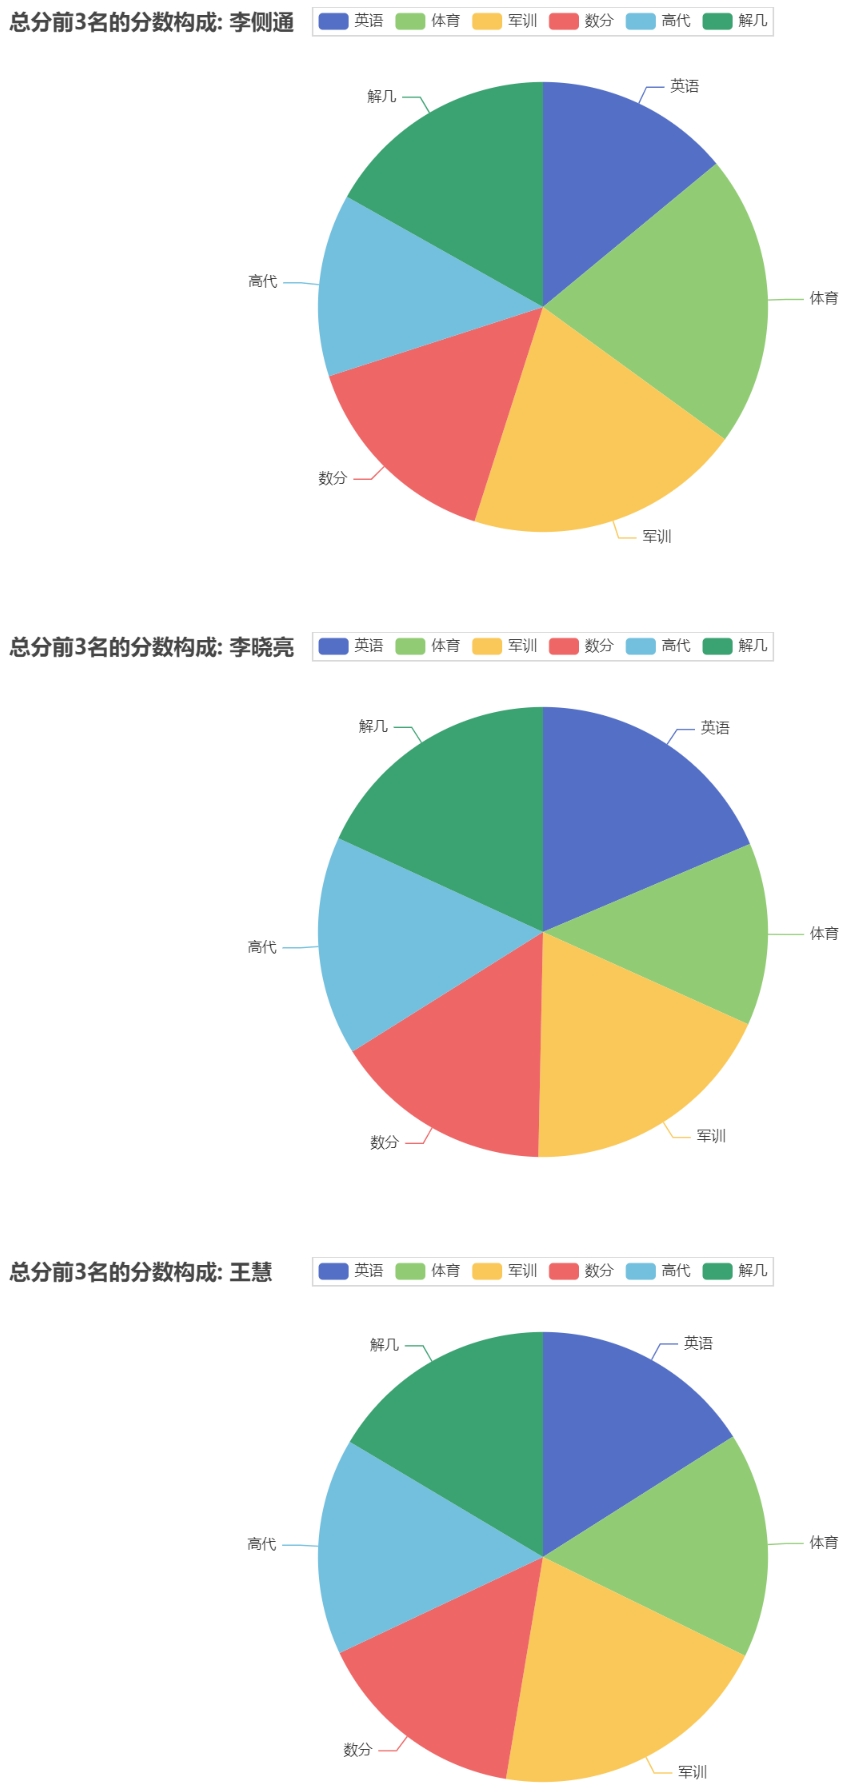 总分前3名的分数构成: 李侧通 英语 体育 军训 数分 高代 解几
英语
解几
高代
体育
数分
军训
总分前3名的分数构成: 李晓亮 英语 体育 军训 数分 高代 解几
解几
英语
体育
高代
军训
数分
总分前3名的分数构成: 王慧 英语 体育 军训 数分 高代 解几
英语
解几
体育
高代
数分
军训